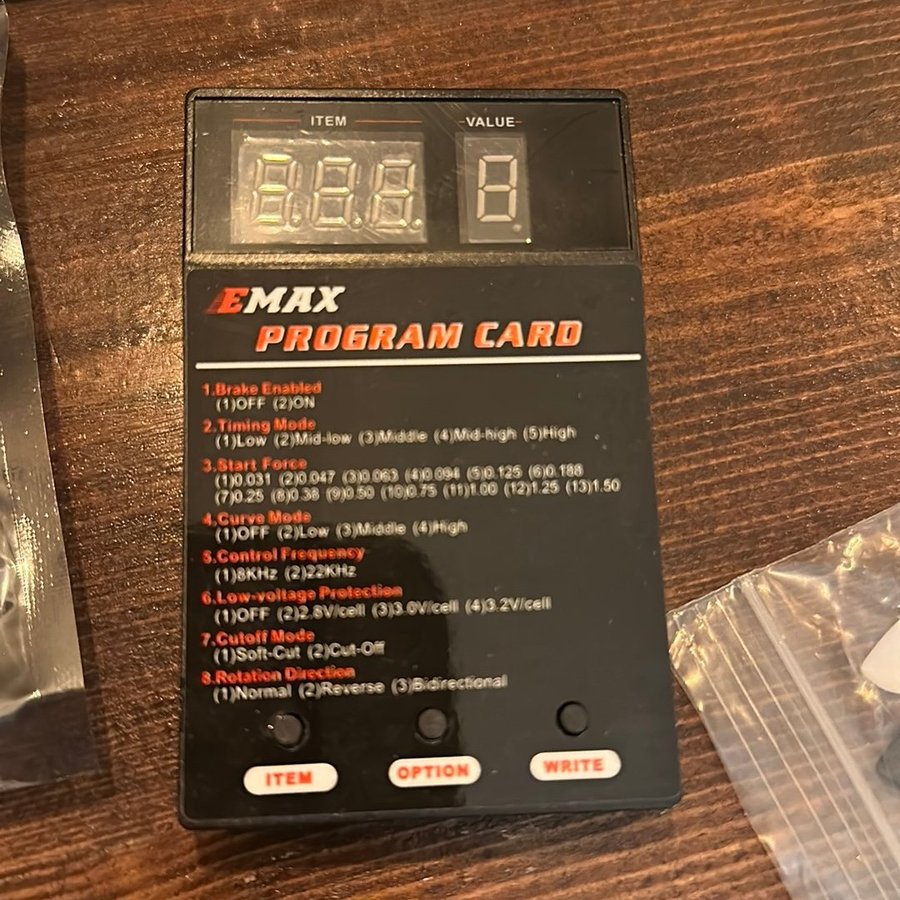 ITEM VALUE
8.8.8. 8.
EMAX
PROGRAM CARD
1.Brake Enabled
(1)OFF (2)ON
2.Timing Mode
(1)Low (2)Mid-low (3)Middle (4)Mid-high (5)High
3.Start Force
(1)0.031 (2)0.047 (3)0.063 (4)0.094 (5)0.125 (6)0.188
(7)0.25 (8)0.38 (9)0.50 (10)0.75 (11)1.00 (12)1.25 (13)1.50
4.Curve Mode
(1)OFF (2)Low (3)Middle (4)High
5.Control Frequency
(1)8KHz (2)22KHz
6.Low-voltage Protection
(1)OFF (2)2.8V/cell (3)3.0V/cell (4)3.2V/cell
7.Cutoff Mode
(1)Soft-Cut (2)Cut-Off
8.Rotation Direction
(1)Normal (2)Reverse (3)Bidirectional
ITEM OPTION WRITE